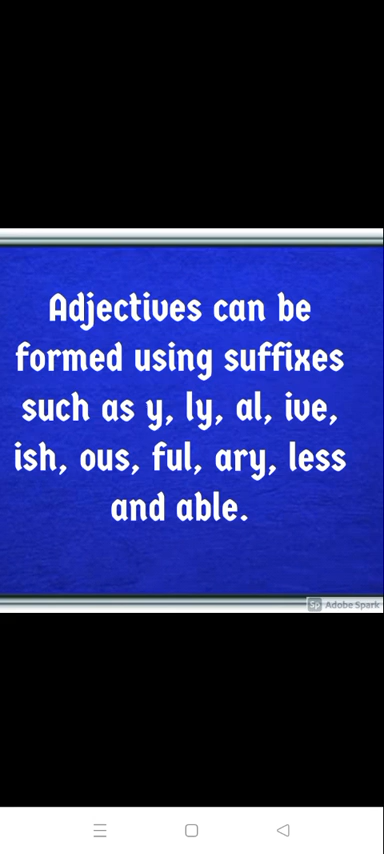 Adjectives can be
formed using suffixes
such as y, ly, al, ive,
ish, ous, ful, ary, less
and able.
Sp Adobe Spark